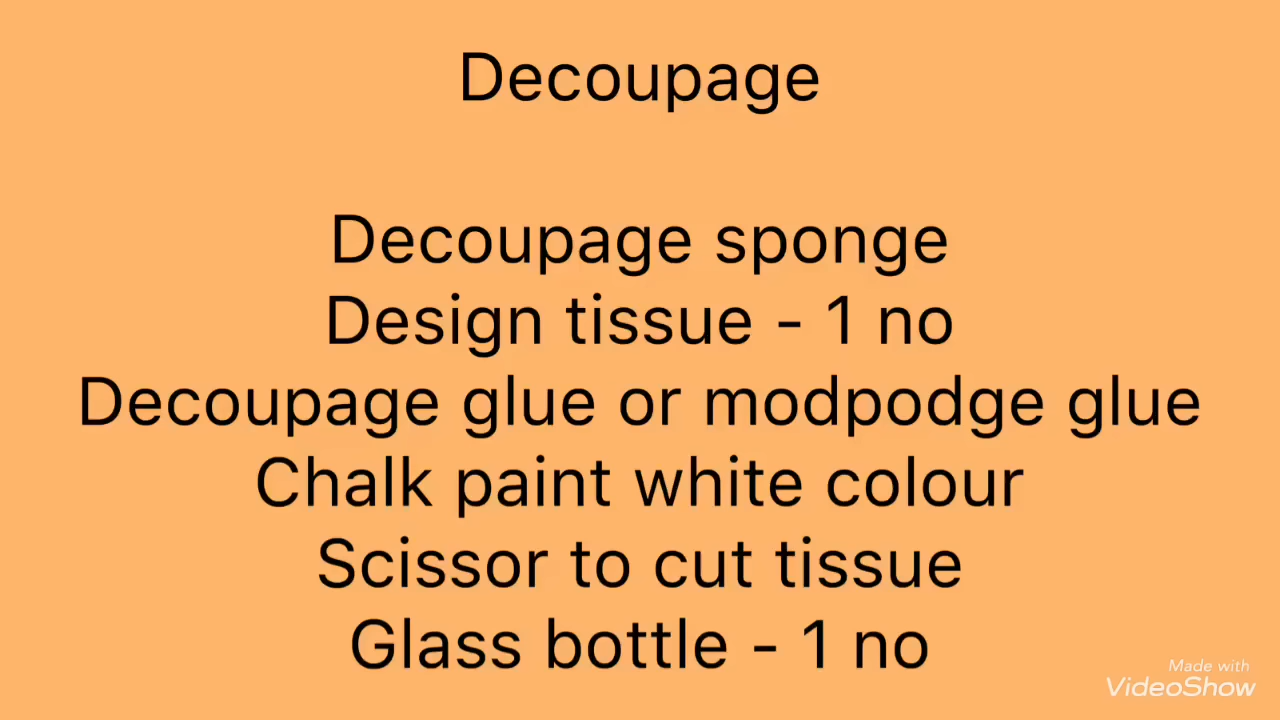 Decoupage
Decoupage sponge
Design tissue - 1 no
Decoupage glue or modpodge glue
Chalk paint white colour
Scissor to cut tissue
Glass bottle - 1 no
Made with
VideoShow